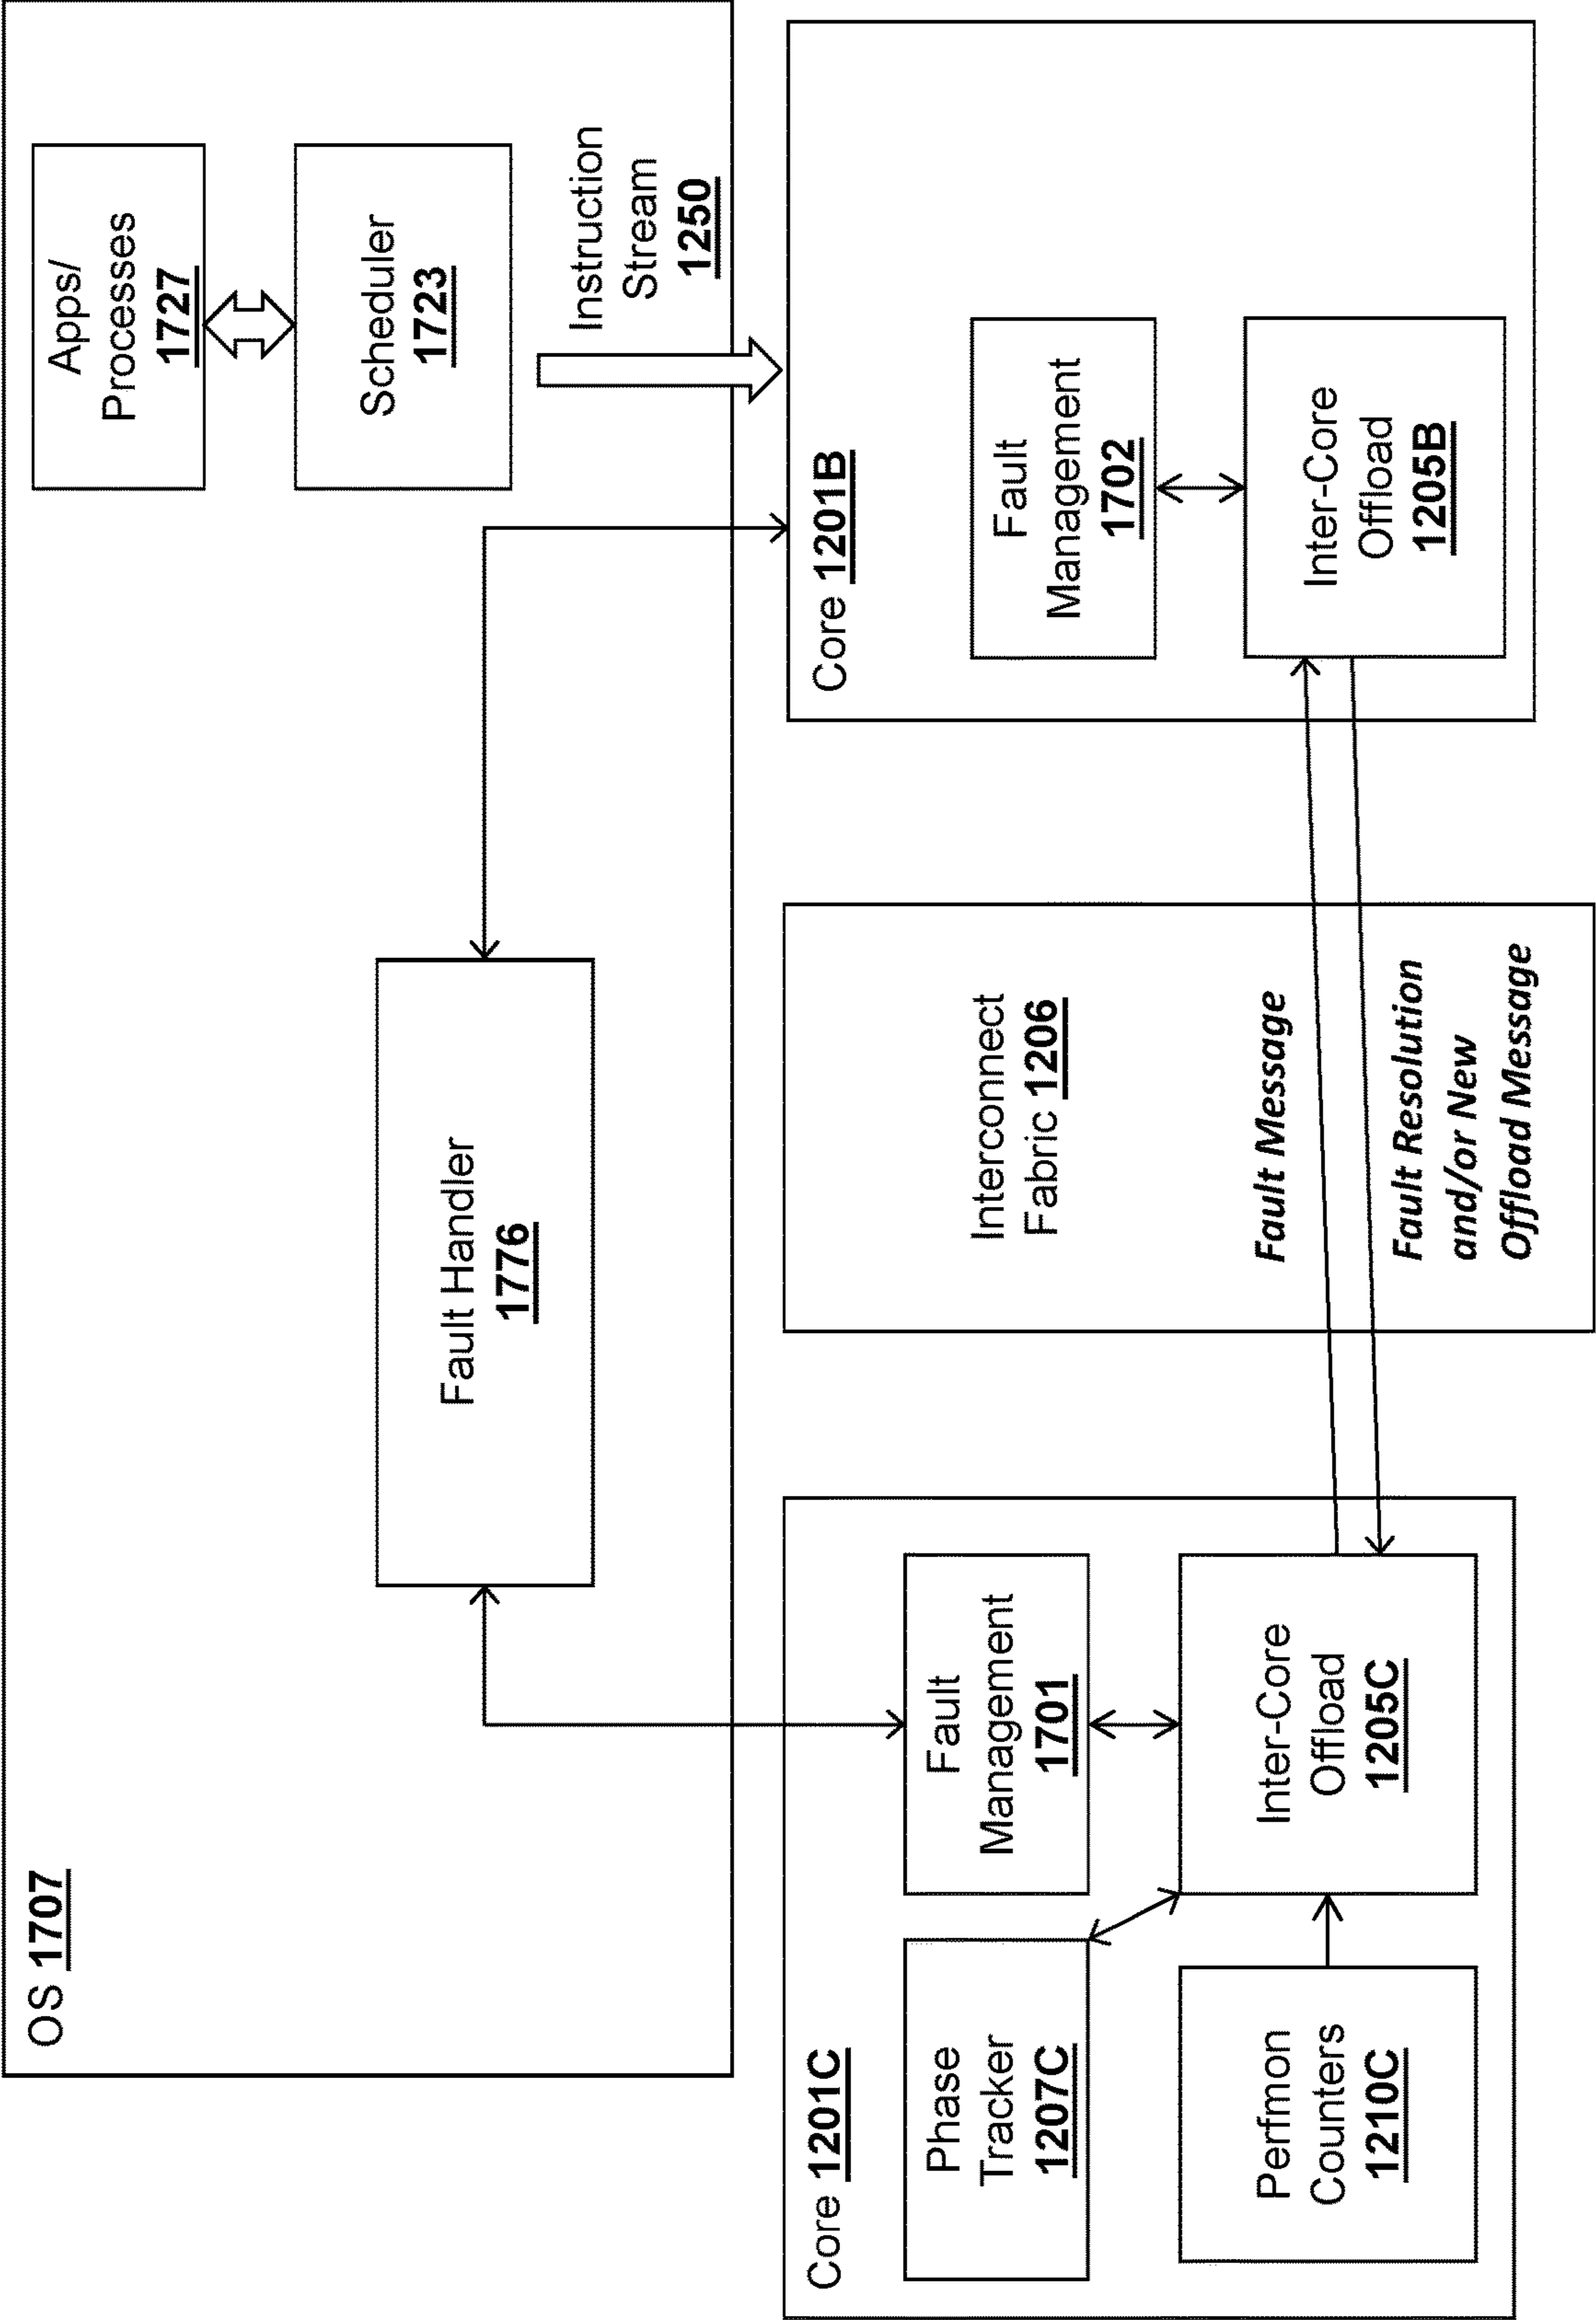 OS 1707
Fault Handler
1776
Apps/
Processes
1727
Scheduler
1723
Instruction
Stream
1250
Core 1201C
Phase
Tracker
1207C
Perfmon
Counters
1210C
Fault
Management
1701
Inter-Core
Offload
1205C
Interconnect
Fabric 1206
Fault Message
Fault Resolution
and/or New
Offload Message
Core 1201B
Fault
Management
1702
Inter-Core
Offload
1205B